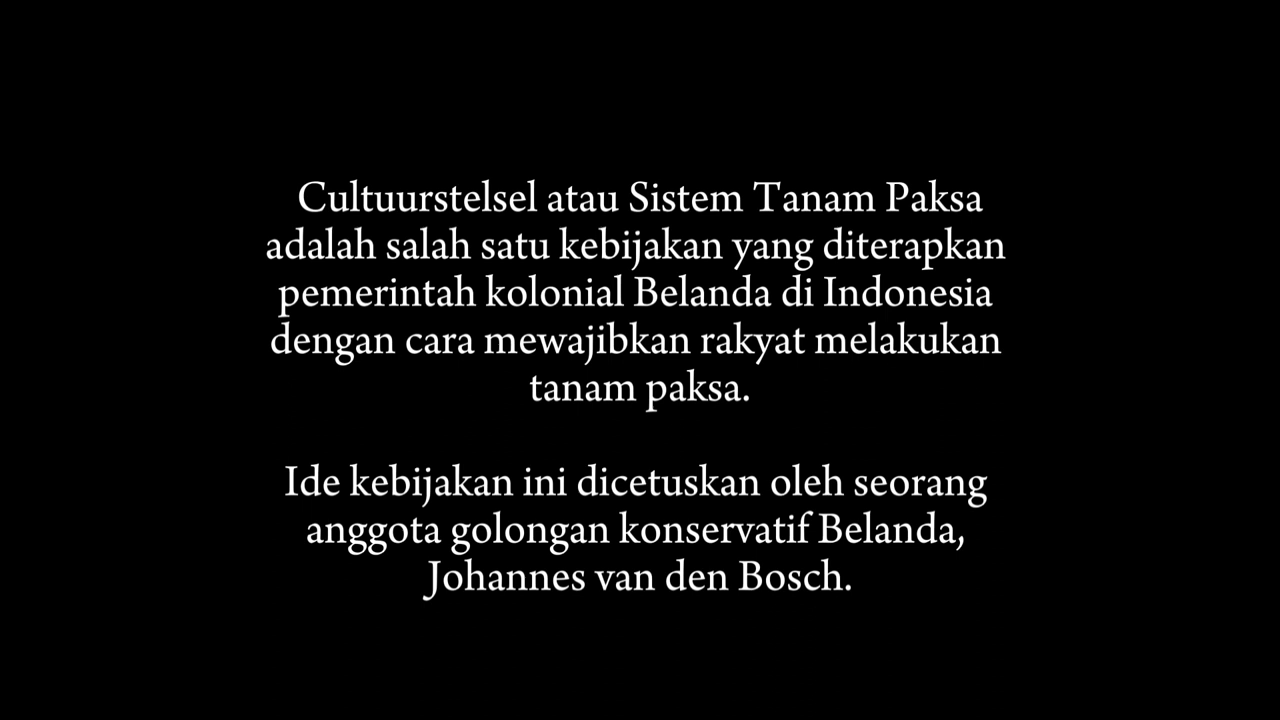 Cultuurstelsel atau Sistem Tanam Paksa
adalah salah satu kebijakan yang diterapkan
pemerintah kolonial Belanda di Indonesia
dengan cara mewajibkan rakyat melakukan
tanam paksa.
Ide kebijakan ini dicetuskan oleh seorang
anggota golongan konservatif Belanda,
Johannes van den Bosch.